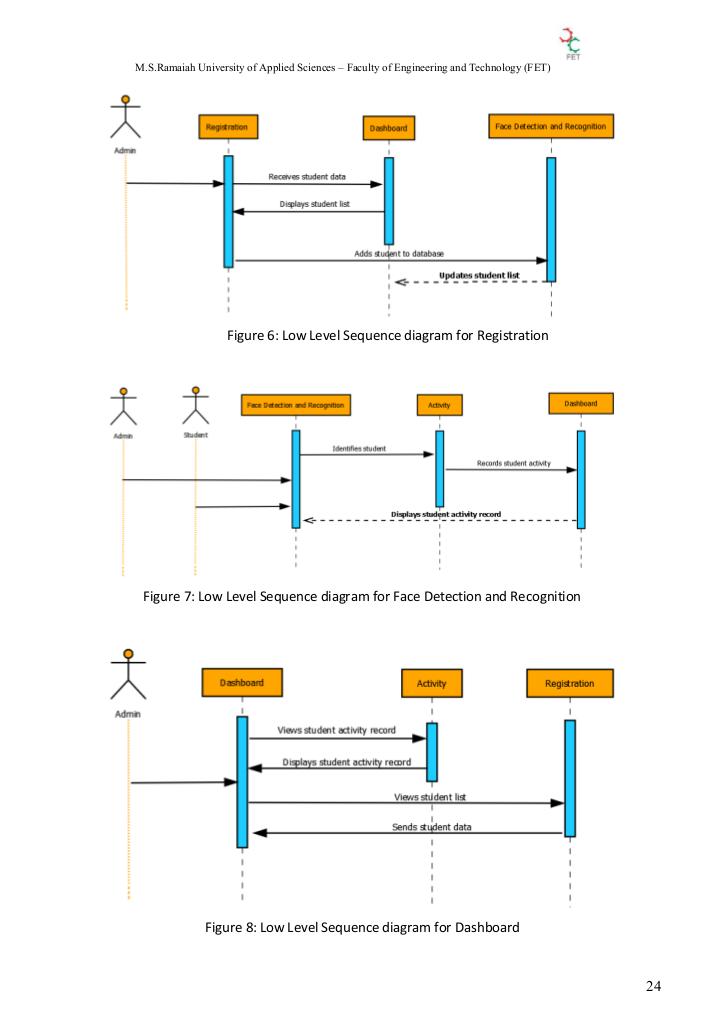 FET
M.S.Ramaiah University of Applied Sciences – Faculty of Engineering and Technology (FET)
Registration
Dashboard
Face Detection and Recognition
Admin
Receives student data
Displays student list
Adds student to database
Updates student list
Figure 6: Low Level Sequence diagram for Registration
Face Detection and Recognition
Activity
Dashboard
Admin
Student
Identifies student
Records student activity
Displays student activity record
Figure 7: Low Level Sequence diagram for Face Detection and Recognition
Dashboard
Activity
Registration
Admin
Views student activity record
Displays student activity record
Views student list
Sends student data
Figure 8: Low Level Sequence diagram for Dashboard
24